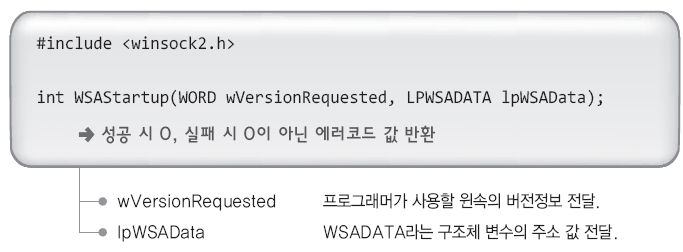 #include <winsock2.h>
int WSAStartup(WORD wVersionRequested, LPWSADATA lpWSAData);
➔ 성공 시 0, 실패 시 0이 아닌 에러코드 값 반환
wVersionRequested 프로그래머가 사용할 윈속의 버전정보 전달.
lpWSAData WSADATA라는 구조체 변수의 주소 값 전달.